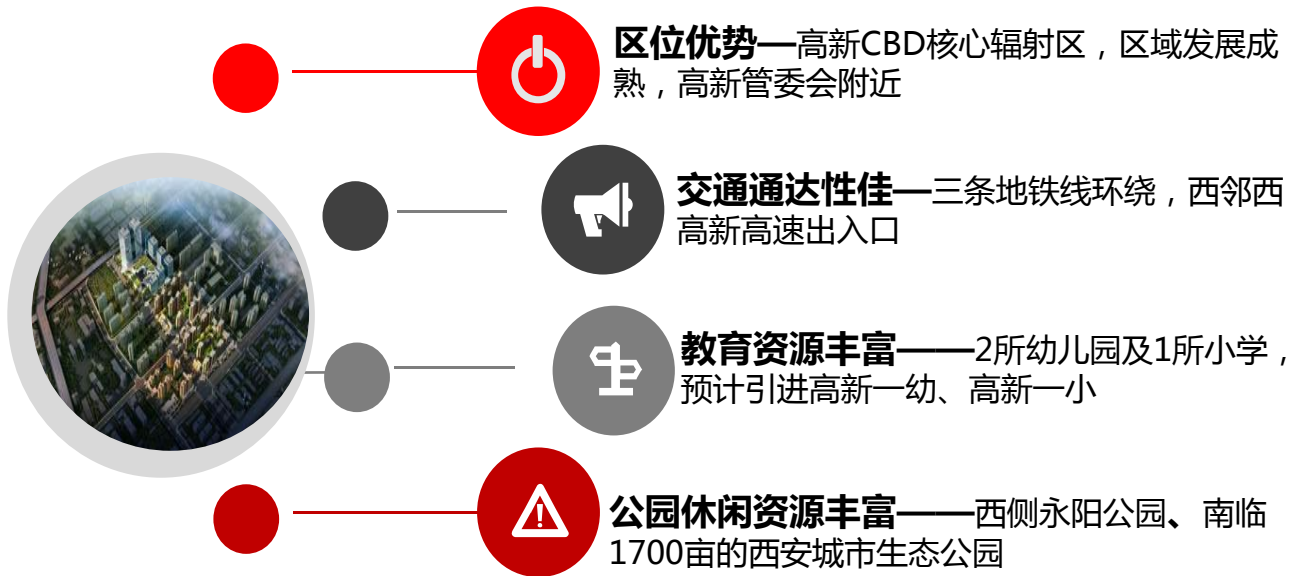 区位优势—高新CBD核心辐射区，区域发展成
熟，高新管委会附近
交通通达性佳—三条地铁线环绕，西邻西
高新高速出入口
教育资源丰富——2所幼儿园及1所小学，
预计引进高新一幼、高新一小
公园休闲资源丰富——西侧永阳公园、南临
1700亩的西安城市生态公园